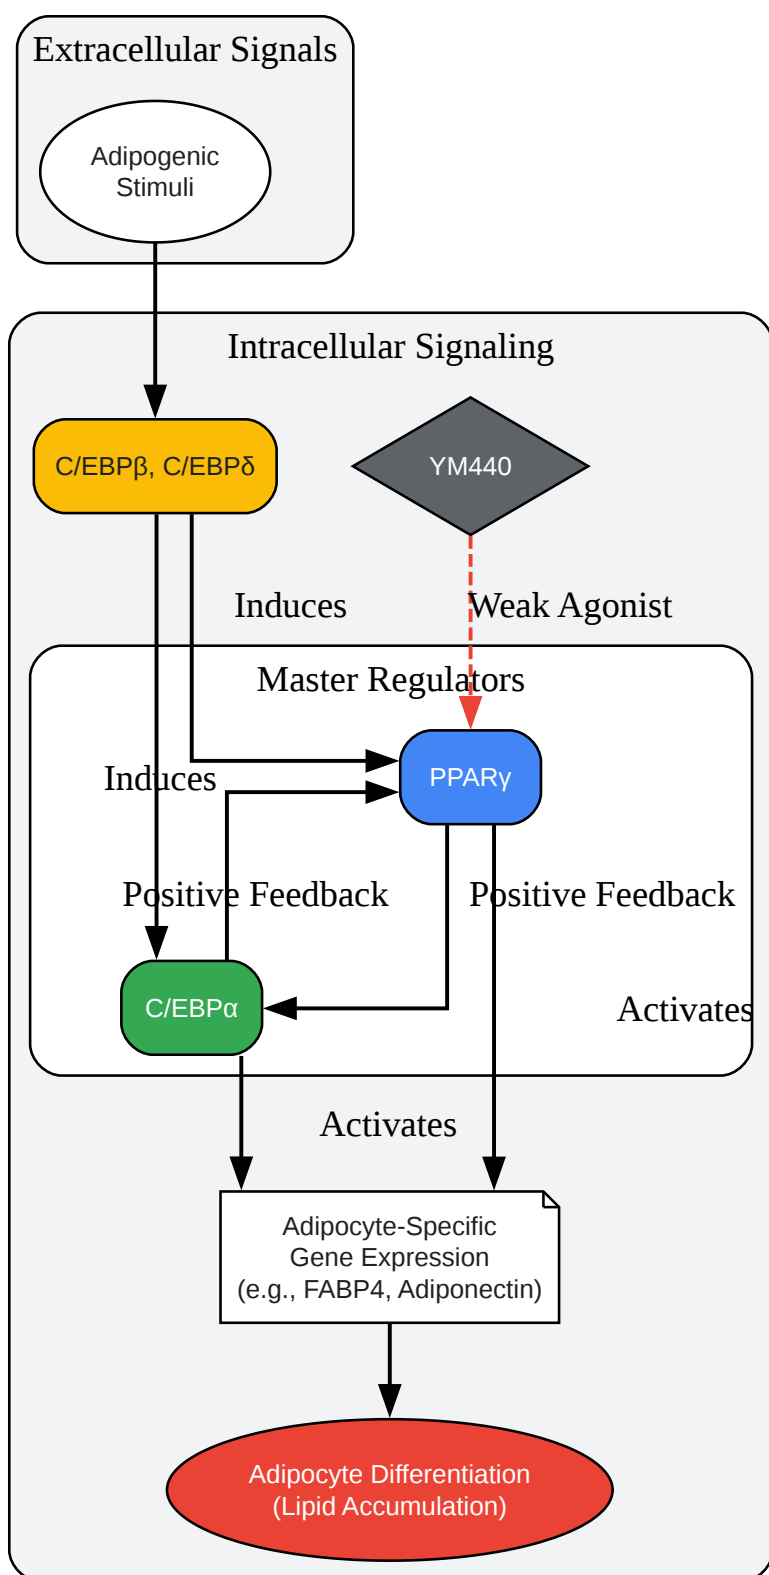 Extracellular Signals
Adipogenic
Stimuli
Intracellular Signaling
C/EBPβ, C/EBPδ
YM440
Induces
Weak Agonist
Master Regulators
Induces
PPARγ
Positive Feedback
Positive Feedback
C/EBPα
Activates
Activates
Adipocyte-Specific
Gene Expression
(e.g., FABP4, Adiponectin)
Adipocyte Differentiation
(Lipid Accumulation)